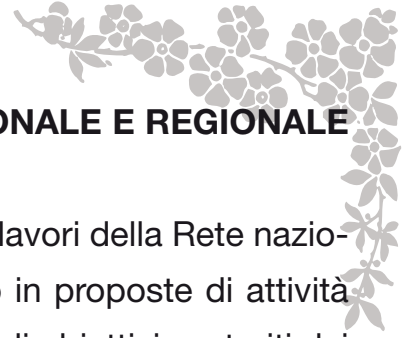 ONALE E REGIONALE
lavori della Rete nazio-
in proposte di attività